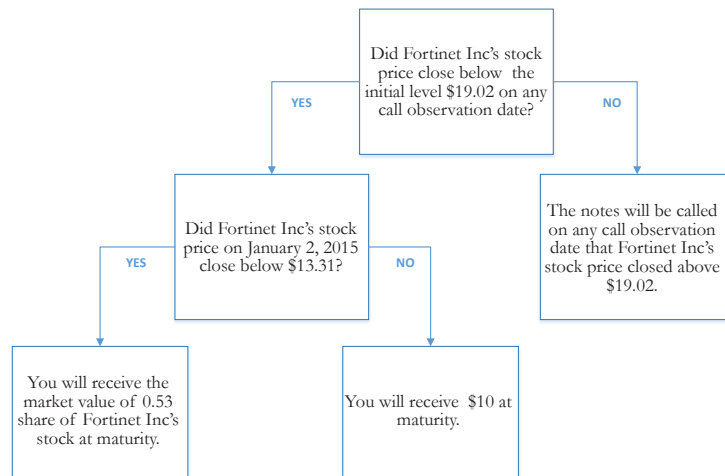 Did Fortinet Inc's stock
price close below the
initial level $19.02 on any
call observation date?
YES
NO
Did Fortinet Inc's stock
price on January 2, 2015
close below $13.31?
The notes will be called
on any call observation
date that Fortinet Inc's
stock price closed above
$19.02.
YES
NO
You will receive the
market value of 0.53
share of Fortinet Inc's
stock at maturity.
You will receive $10 at
maturity.